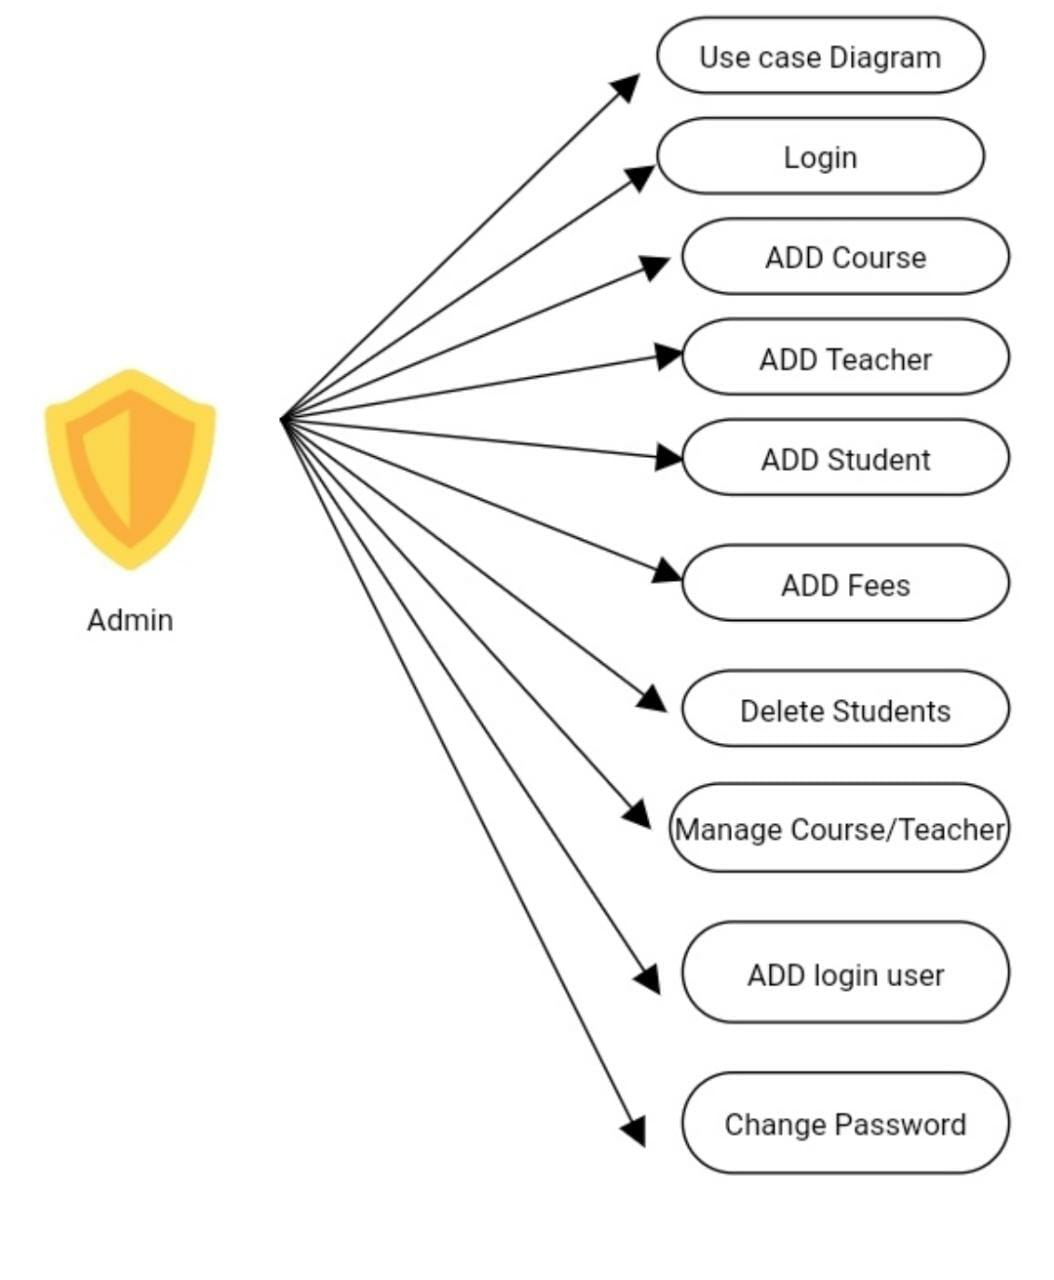 Use case Diagram
Login
ADD Course
ADD Teacher
ADD Student
ADD Fees
Admin
Delete Students
Manage Course/Teacher
ADD login user
Change Password